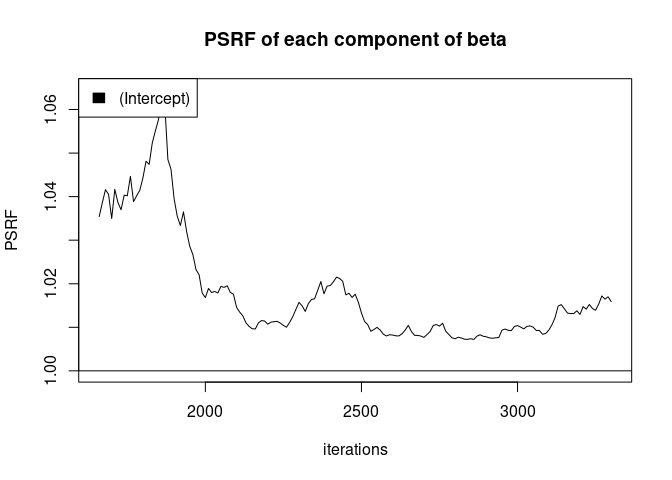 PSRF of each component of beta
(Intercept)
1.06
1.04
1.02
1.00
PSRF
2000 2500 3000
iterations